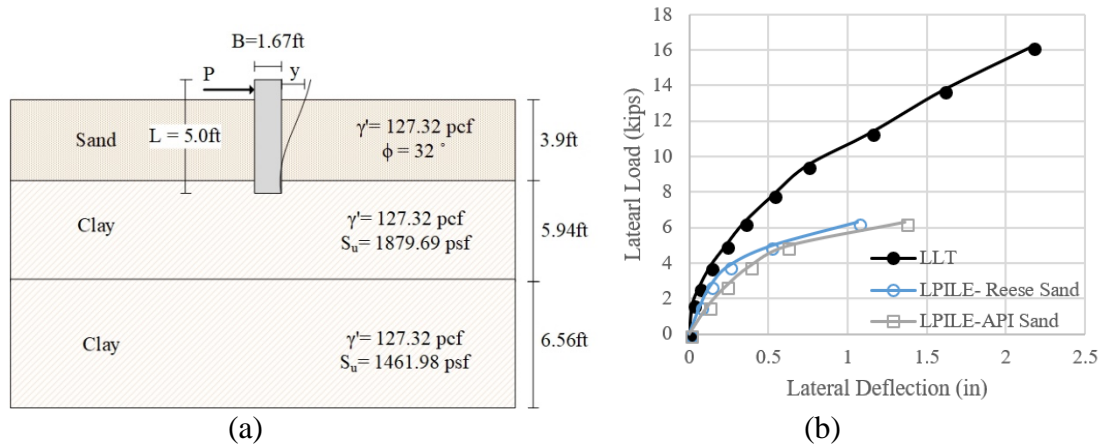 B=1.67ft
P
y
L = 5.0ft
Sand
γ'= 127.32 pcf
ϕ = 32 °
3.9ft
Clay
γ'= 127.32 pcf
Sᵤ= 1879.69 psf
5.94ft
Clay
γ'= 127.32 pcf
Sᵤ= 1461.98 psf
6.56ft
(a)
18
16
14
12
10
8
6
4
2
0
Latearl Load (kips)
LLT
LPILE- Reese Sand
LPILE-API Sand
0 0.5 1 1.5 2 2.5
Lateral Deflection (in)
(b)